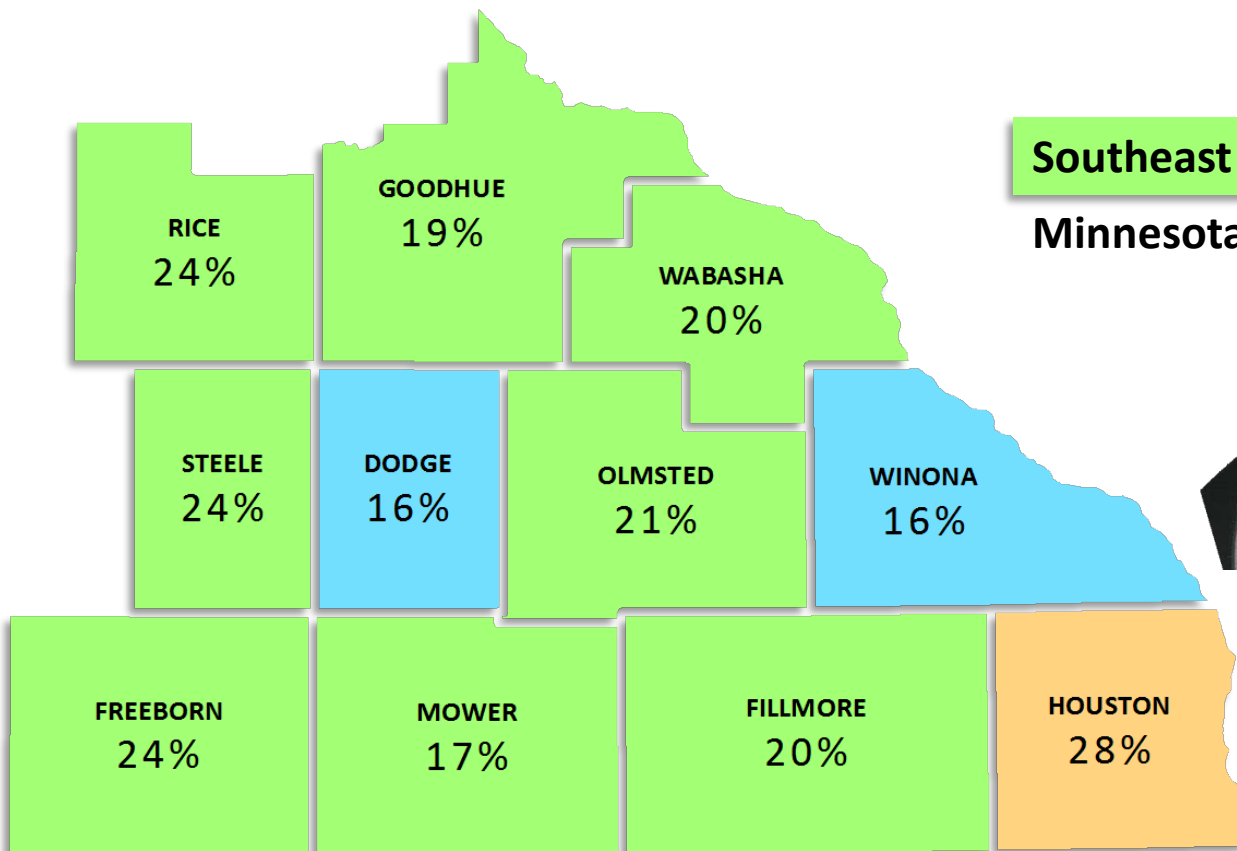 GOODHUE
19%
RICE
24%
WABASHA
20%
Southeast
Minnesota
STEELE
24%
DODGE
16%
OLMSTED
21%
WINONA
16%
FREEBORN
24%
MOWER
17%
FILLMORE
20%
HOUSTON
28%